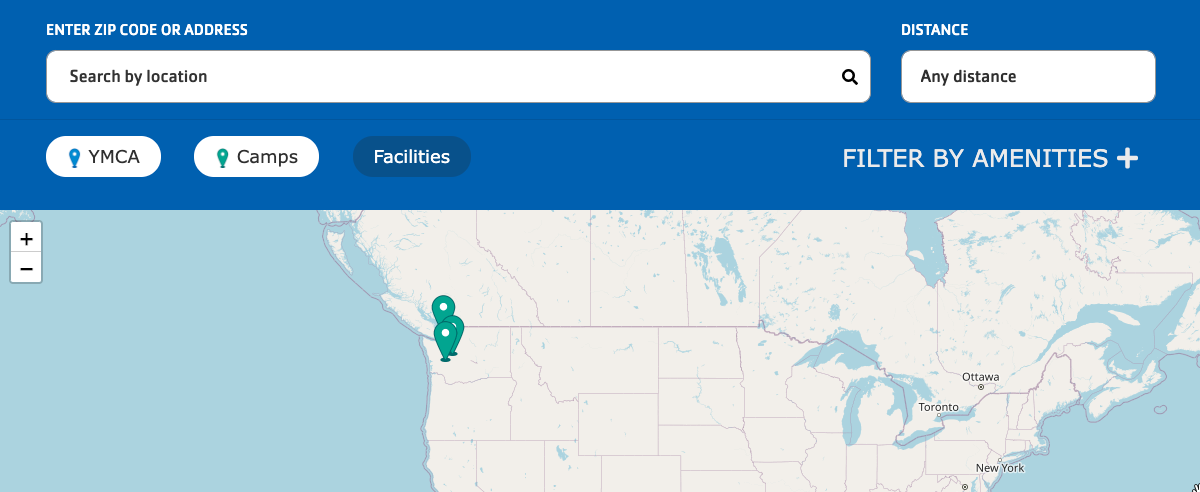 ENTER ZIP CODE OR ADDRESS
DISTANCE
Search by location
Any distance
YMCA
Camps
Facilities
FILTER BY AMENITIES +
+
−
Ottawa
Toronto
New York